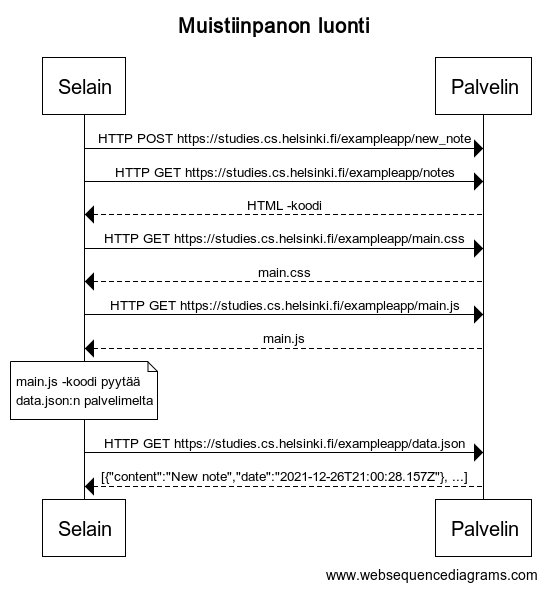 Muistiinpanon luonti
Selain
Palvelin
HTTP POST https://studies.cs.helsinki.fi/exampleapp/new_note
HTTP GET https://studies.cs.helsinki.fi/exampleapp/notes
HTML -koodi
HTTP GET https://studies.cs.helsinki.fi/exampleapp/main.css
main.css
HTTP GET https://studies.cs.helsinki.fi/exampleapp/main.js
main.js
main.js -koodi pyytää
data.json:n palvelimelta
HTTP GET https://studies.cs.helsinki.fi/exampleapp/data.json
[{"content":"New note","date":"2021-12-26T21:00:28.157Z"}, ...]
Selain
Palvelin
www.websequencediagrams.com